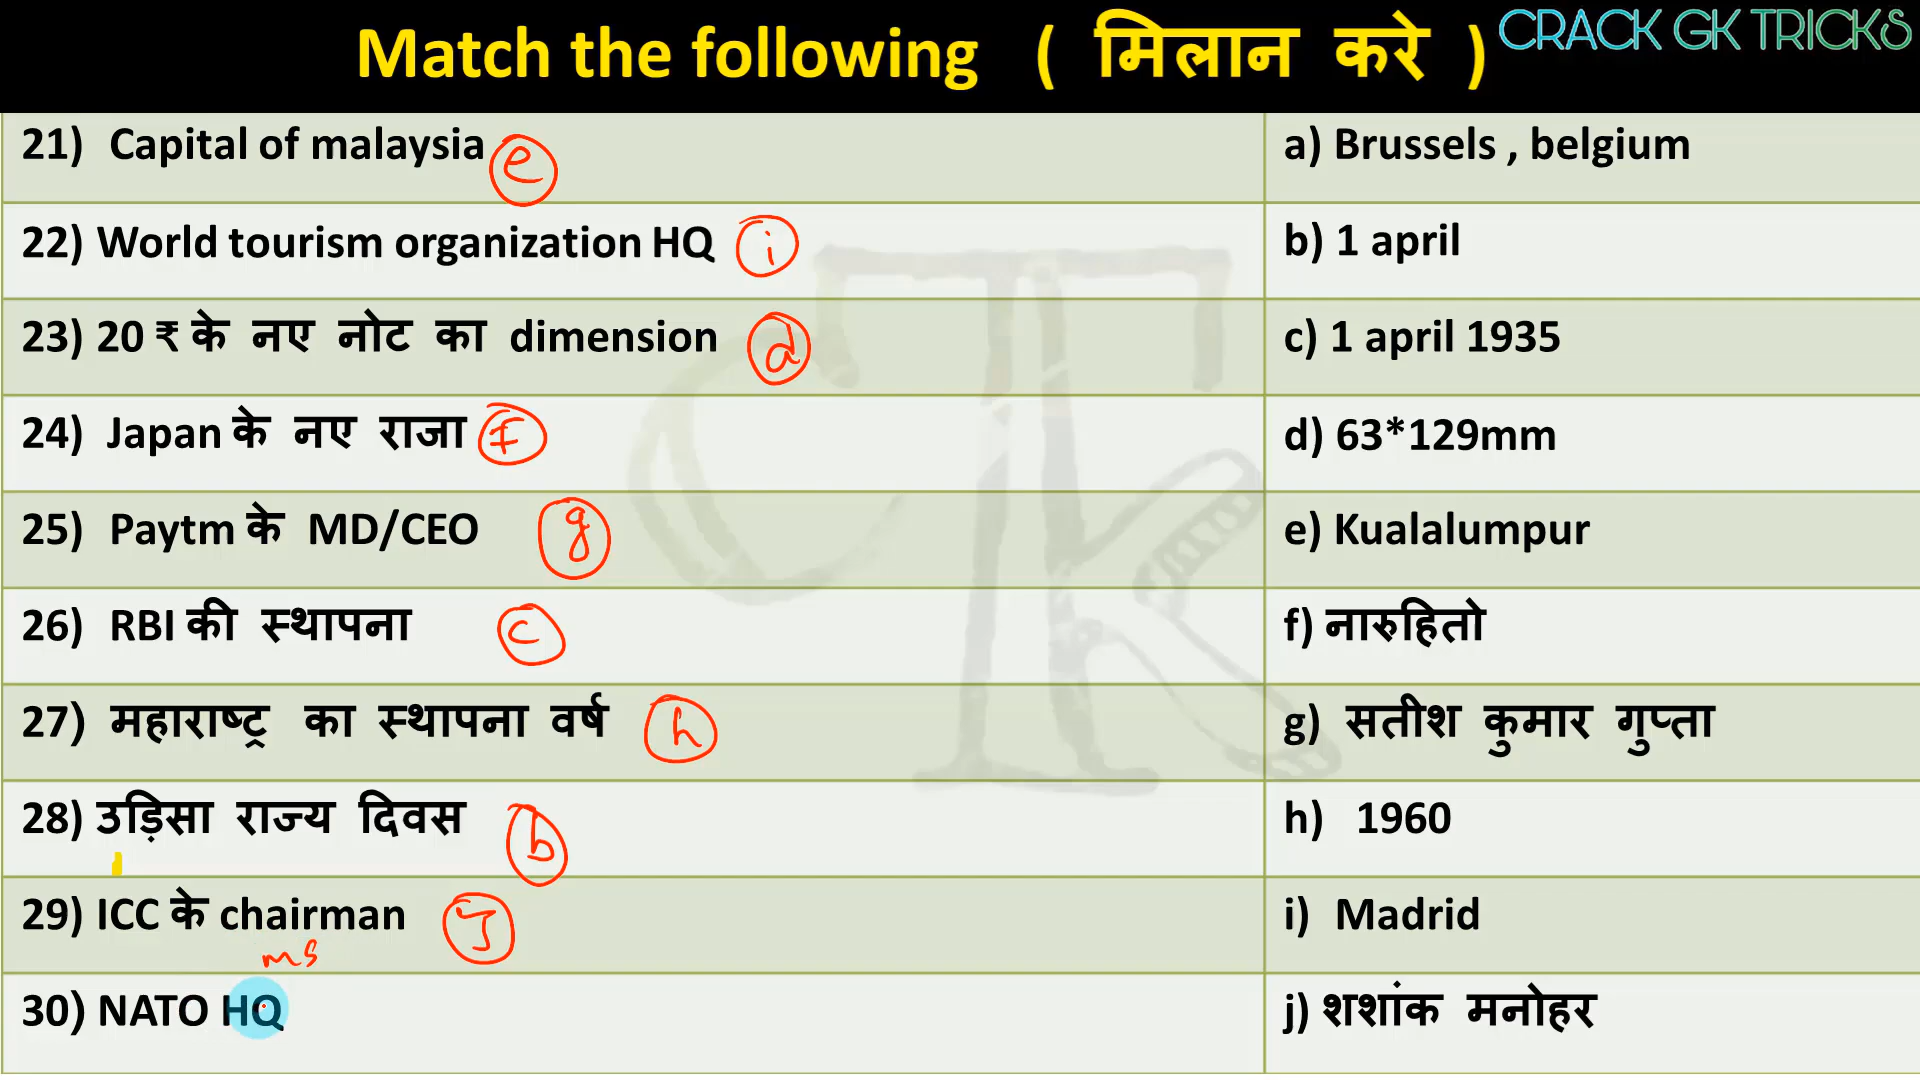 Match the following ( मिलान करे ) CRACK GK TRICKS
21) Capital of malaysia e a) Brussels , belgium
22) World tourism organization HQ i b) 1 april
23) 20 ₹ के नए नोट का dimension d c) 1 april 1935
24) Japan के नए राजा f d) 63*129mm
25) Paytm के MD/CEO g e) Kualalumpur
26) RBI की स्थापना c f) नारुहितो
27) महाराष्ट्र का स्थापना वर्ष h g) सतीश कुमार गुप्ता
28) उड़िसा राज्य दिवस b h) 1960
29) ICC के chairman J i) Madrid
ms
30) NATO HQ j) शशांक मनोहर